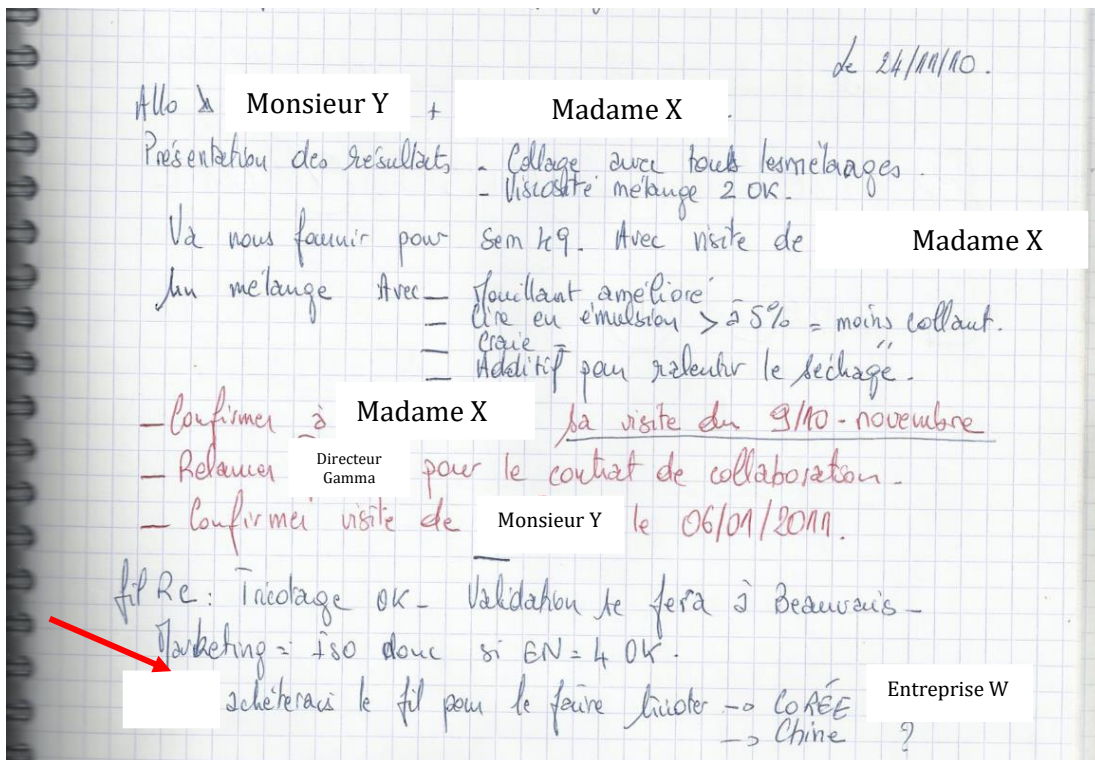 le 24/11/10.
Allo à Monsieur Y + Madame X.
Présentation des résultats - Collage avec touts les mélanges.
- Viscosité mélange 2 OK.
Va nous fournir pour sem 49. Avec visite de Madame X
Un mélange Avec - Mouillant amélioré
- Cire en émulsion > à 5% = moins collant.
- Craie =
- Additif pour ralentir le séchage.
- Confirmer à Madame X sa visite du 9/10 - novembre
- Relancer Directeur Gamma pour le contrat de collaboration -
- Confirmer visite de Monsieur Y le 06/01/2011.
fil Re : Tricotage OK - Validation se fera à Beauvais -
Marketing = iso donc si EN = 4 OK.
achèterais le fil pour le faire tricoter -> CORÉE Entreprise W
-> Chine ?